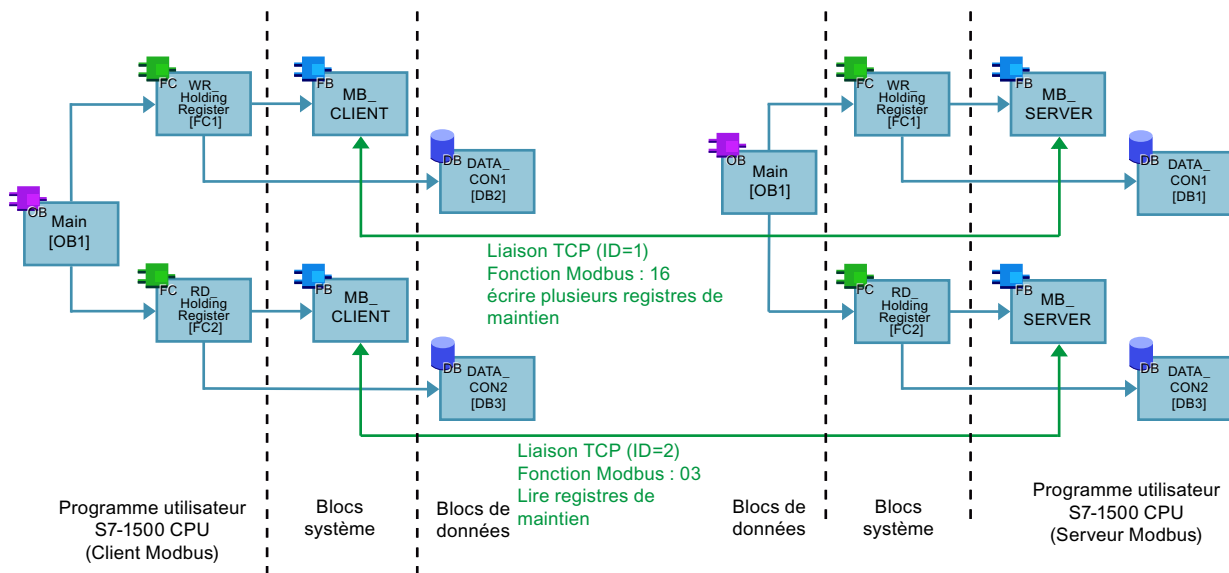 FC
WR_
Holding
Register
[FC1]
FB
MB_
CLIENT
DB
DATA_
CON1
[DB2]
OB
Main
[OB1]
FC
RD_
Holding
Register
[FC2]
FB
MB_
CLIENT
DB
DATA_
CON2
[DB3]
Liaison TCP (ID=1)
Fonction Modbus : 16
écrire plusieurs registres de
maintien
Liaison TCP (ID=2)
Fonction Modbus : 03
Lire registres de
maintien
OB
Main
[OB1]
FC
WR_
Holding
Register
[FC1]
FB
MB_
SERVER
DB
DATA_
CON1
[DB1]
FC
RD_
Holding
Register
[FC2]
FB
MB_
SERVER
DB
DATA_
CON2
[DB3]
Programme utilisateur
S7-1500 CPU
(Client Modbus)
Blocs
système
Blocs
de données
Blocs de
données
Blocs
système
Programme utilisateur
S7-1500 CPU
(Serveur Modbus)